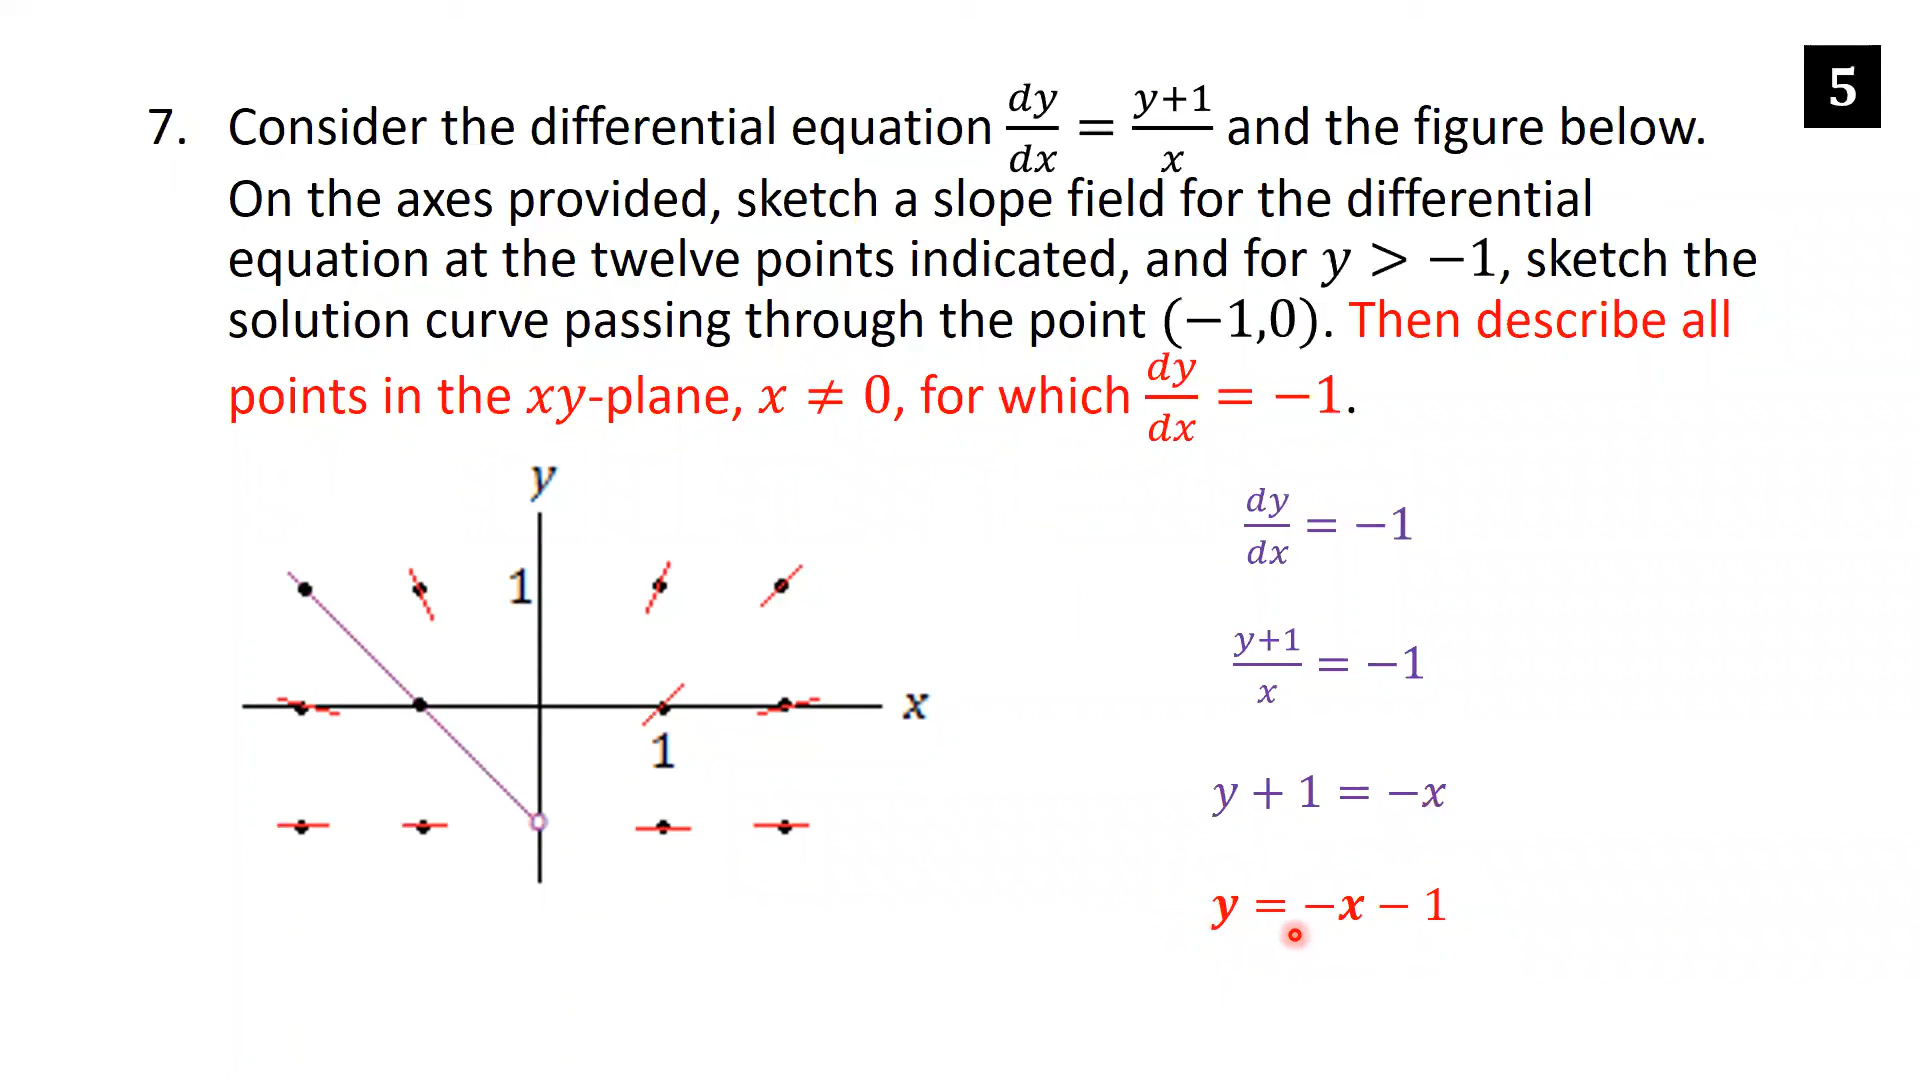 5
7. Consider the differential equation dy/dx = y+1/x and the figure below.
On the axes provided, sketch a slope field for the differential
equation at the twelve points indicated, and for y > −1, sketch the
solution curve passing through the point (−1,0). Then describe all
points in the xy-plane, x ≠ 0, for which dy/dx = −1.
y
1
x
1
dy/dx = −1
y+1/x = −1
y + 1 = −x
y = −x − 1